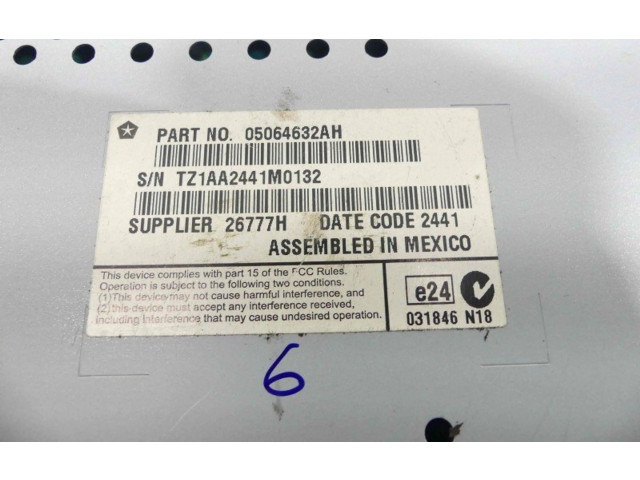 PART NO. 05064632AH
S/N TZ1AA2441M0132
SUPPLIER 26777H DATE CODE 2441
ASSEMBLED IN MEXICO
This device complies with part 15 of the FCC Rules.
Operation is subject to the following two conditions.
(1)This device may not cause harmful interference, and
(2)this device must accept any interference received,
including Interference that may cause undesired operation.
e24
031846 N18
6